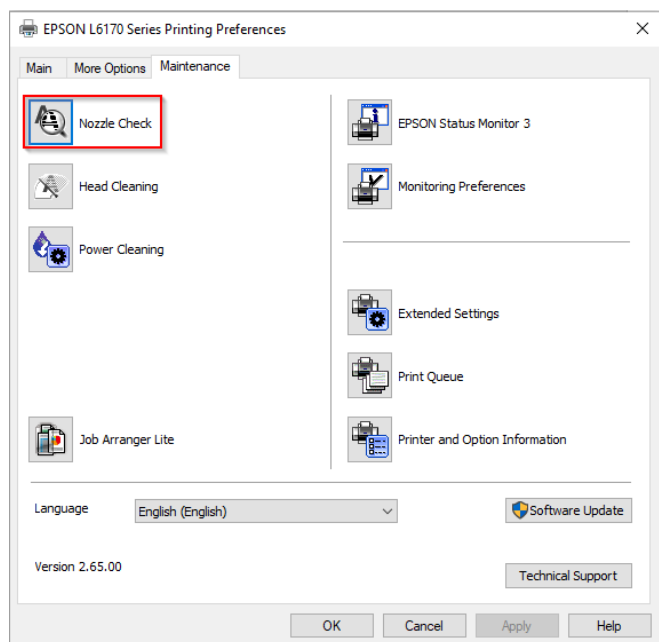 EPSON L6170 Series Printing Preferences
Main More Options Maintenance
Nozzle Check
EPSON Status Monitor 3
Head Cleaning
Monitoring Preferences
Power Cleaning
Extended Settings
Print Queue
Job Arranger Lite
Printer and Option Information
Language English (English) Software Update
Version 2.65.00
Technical Support
OK Cancel Apply Help